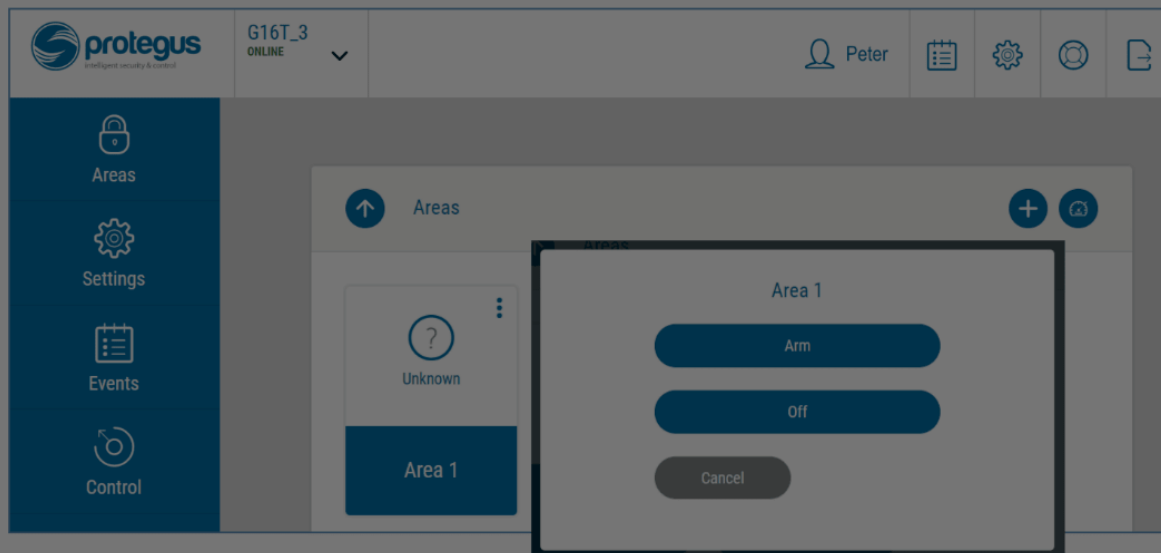 protegus
intelligent security & control
G16T_3
ONLINE
Peter
Areas
Settings
Events
Control
Areas
?
Unknown
Area 1
Areas
Area 1
Arm
Off
Cancel